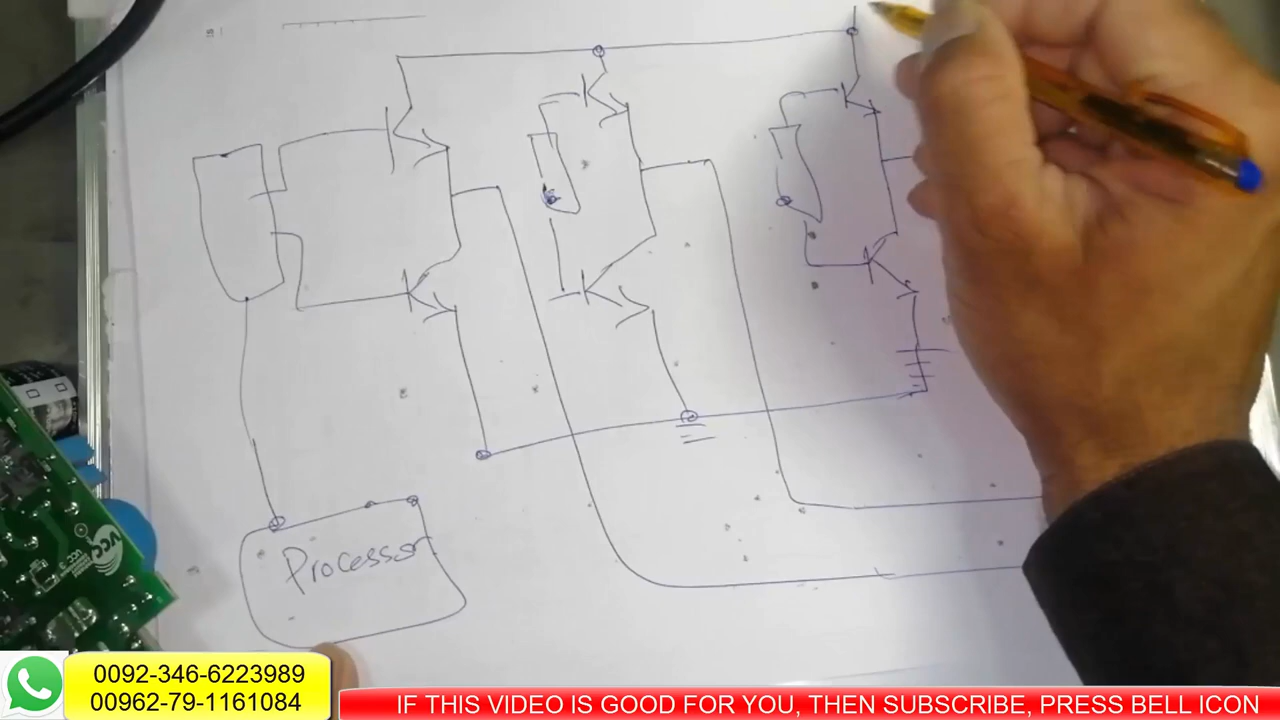 Processor
VCC
0092-346-6223989
00962-79-1161084
IF THIS VIDEO IS GOOD FOR YOU, THEN SUBSCRIBE, PRESS BELL ICON